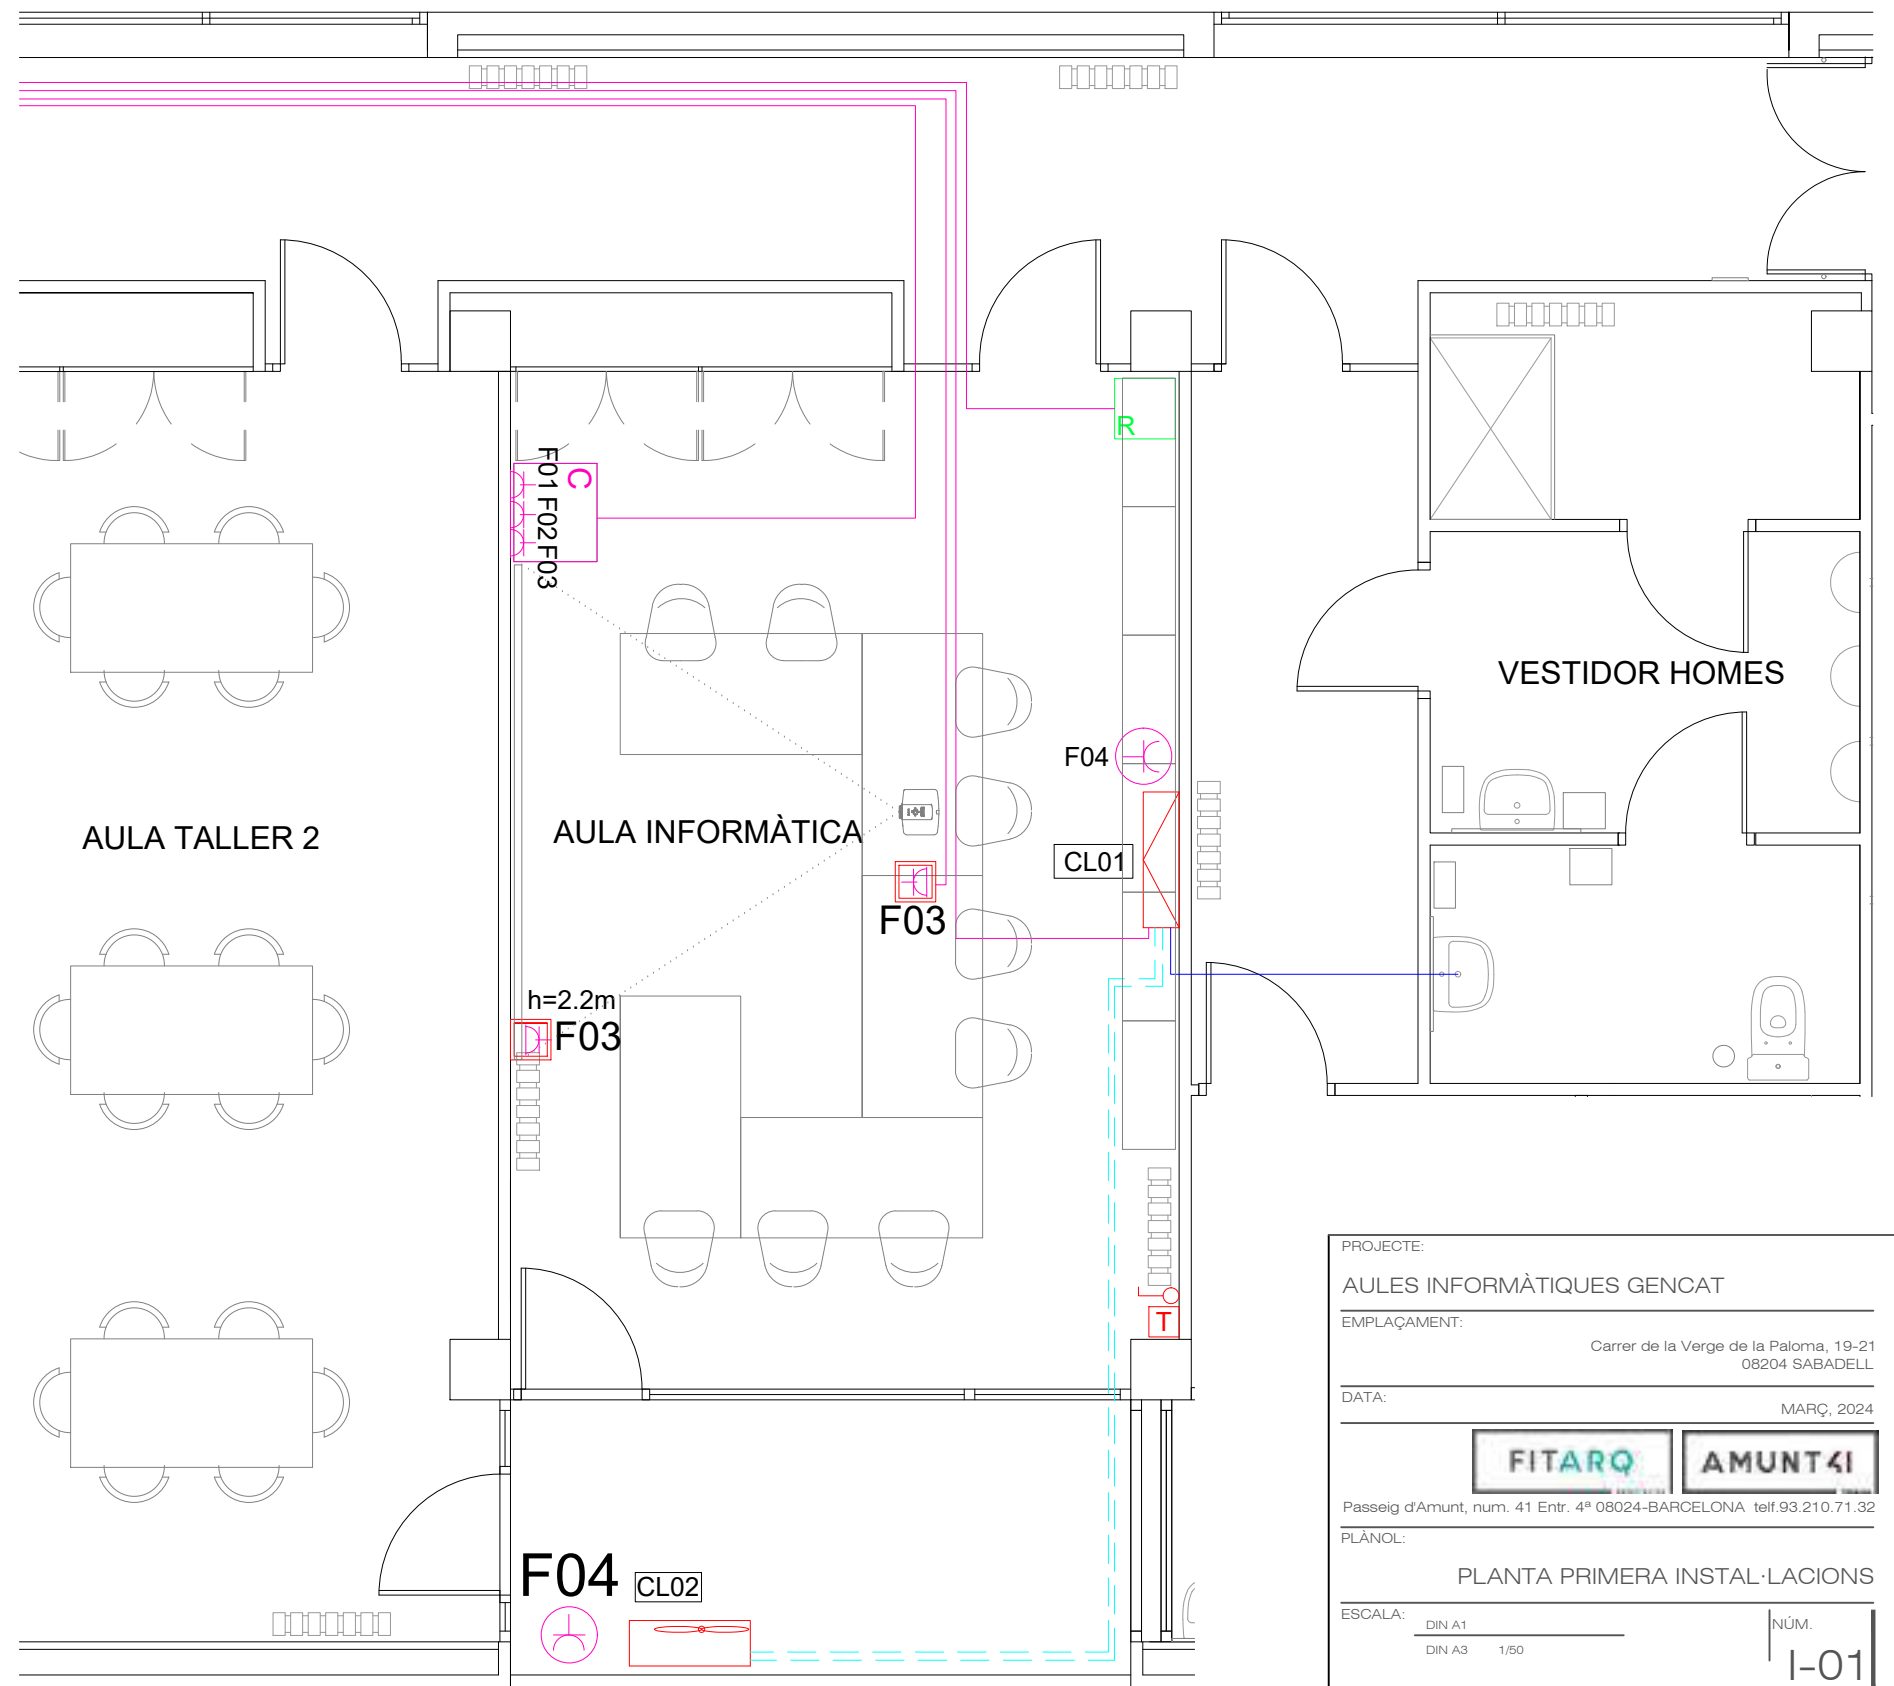 R
C
F01 F02 F03
VESTIDOR HOMES
F04
AULA TALLER 2
AULA INFORMÀTICA
CL01
F03
h=2.2m
F03
T
F04
CL02
PROJECTE:
AULES INFORMÀTIQUES GENCAT
EMPLAÇAMENT:
Carrer de la Verge de la Paloma, 19-21
08204 SABADELL
DATA:
MARÇ, 2024
FITARQ
AMUNT41
Passeig d'Amunt, num. 41 Entr. 4ª 08024-BARCELONA telf.93.210.71.32
PLÀNOL:
PLANTA PRIMERA INSTAL·LACIONS
ESCALA:
DIN A1
DIN A3 1/50
NÚM.
I-01